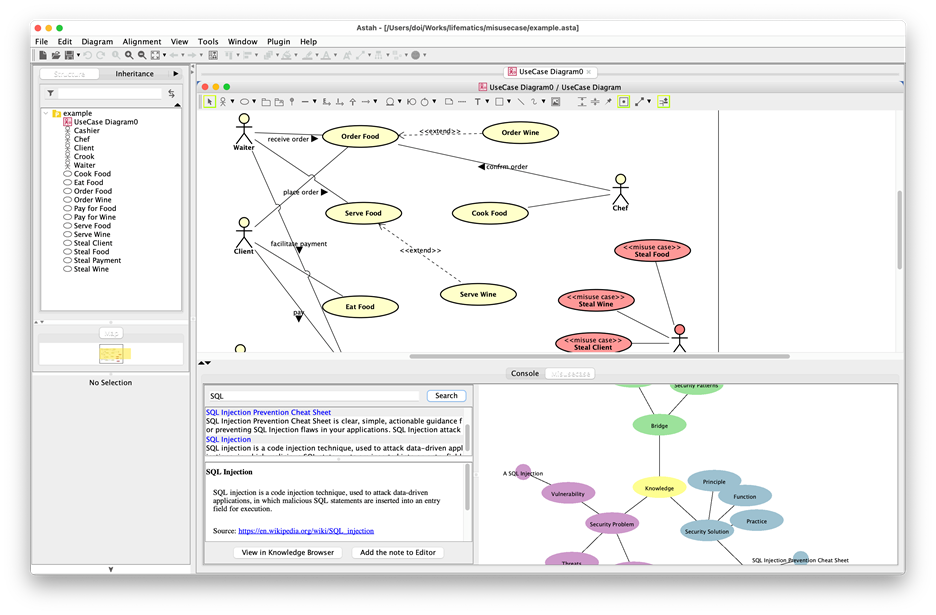 Astah - [/Users/doi/Works/lifematics/misusecase/example.asta]
File Edit Diagram Alignment View Tools Window Plugin Help
Structure Inheritance
example
UseCase Diagram0
Cashier
Chef
Client
Crook
Waiter
Cook Food
Eat Food
Order Food
Order Wine
Pay for Food
Pay for Wine
Serve Food
Serve Wine
Steal Client
Steal Food
Steal Payment
Steal Wine
Map
No Selection
UseCase Diagram0
UseCase Diagram0 / UseCase Diagram
Waiter
receive order
Order Food
<<extend>>
Order Wine
confrm order
Chef
place order
Serve Food
Cook Food
Client
facilitate payment
<<extend>>
<<misuse case>>
Steal Food
Serve Wine
<<misuse case>>
Steal Wine
Eat Food
pay
<<misuse case>>
Steal Client
Console Misusecase
SQL Search
SQL Injection Prevention Cheat Sheet
SQL Injection Prevention Cheat Sheet is clear, simple, actionable guidance f
or preventing SQL Injection flaws in your applications. SQL Injection attack
SQL Injection
SQL injection is a code injection technique, used to attack data-driven appl
SQL Injection
SQL injection is a code injection technique, used to attack data-driven
applications, in which malicious SQL statements are inserted into an entry
field for execution.
Source: https://en.wikipedia.org/wiki/SQL_injection
View in Knowledge Browser Add the note to Editor
Security Patterns
Bridge
A SQL Injection
Vulnerability
Knowledge
Principle
Function
Practice
Security Problem
Security Solution
Threats
SQL Injection Prevention Cheat Sheet